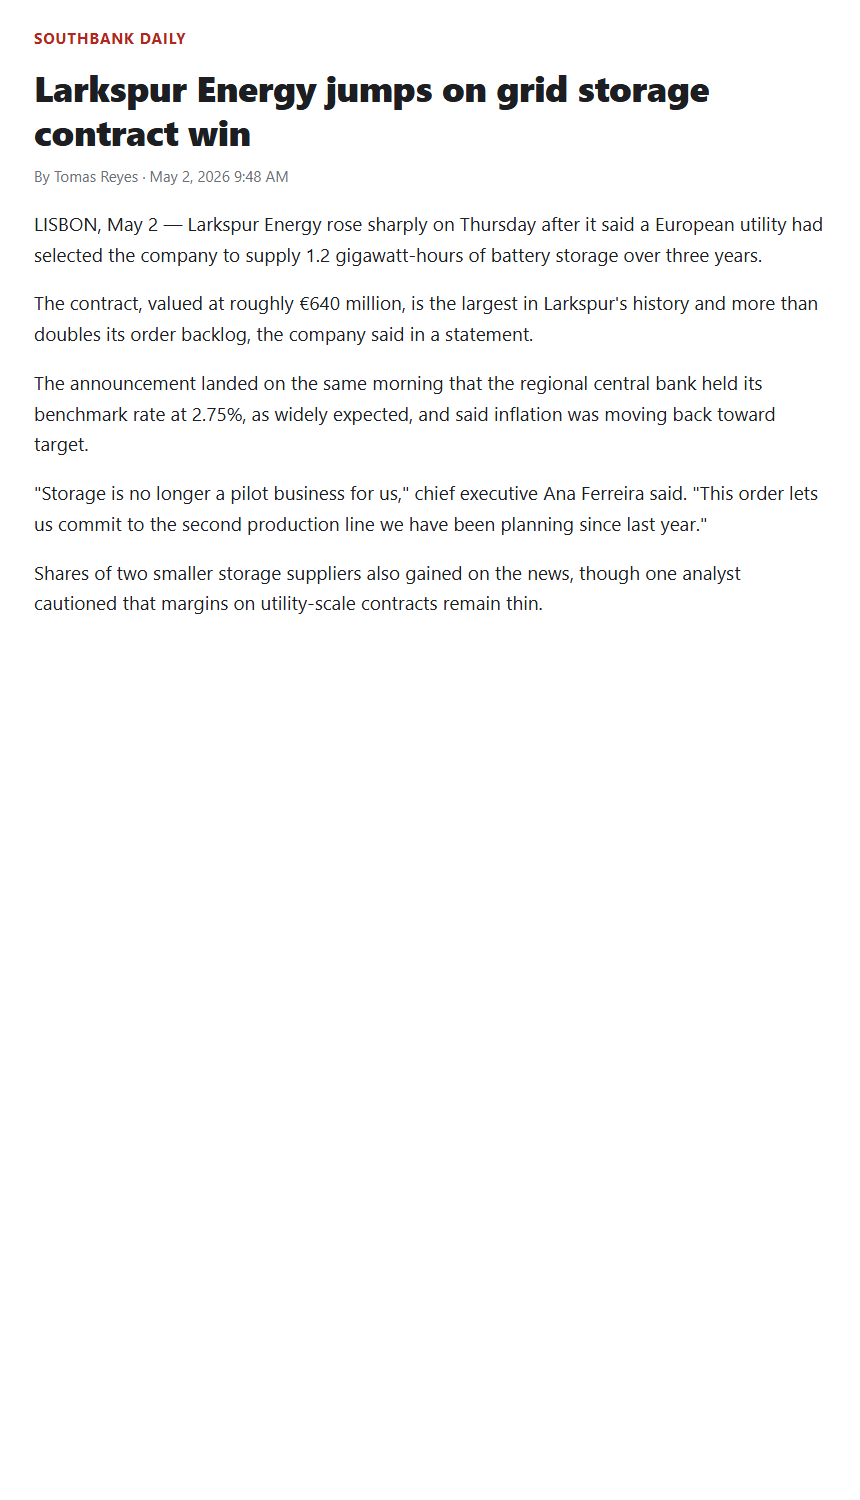 SOUTHBANK DAILY
Larkspur Energy jumps on grid storage
contract win
By Tomas Reyes · May 2, 2026 9:48 AM
LISBON, May 2 — Larkspur Energy rose sharply on Thursday after it said a European utility had
selected the company to supply 1.2 gigawatt-hours of battery storage over three years.
The contract, valued at roughly €640 million, is the largest in Larkspur's history and more than
doubles its order backlog, the company said in a statement.
The announcement landed on the same morning that the regional central bank held its
benchmark rate at 2.75%, as widely expected, and said inflation was moving back toward
target.
"Storage is no longer a pilot business for us," chief executive Ana Ferreira said. "This order lets
us commit to the second production line we have been planning since last year."
Shares of two smaller storage suppliers also gained on the news, though one analyst
cautioned that margins on utility-scale contracts remain thin.